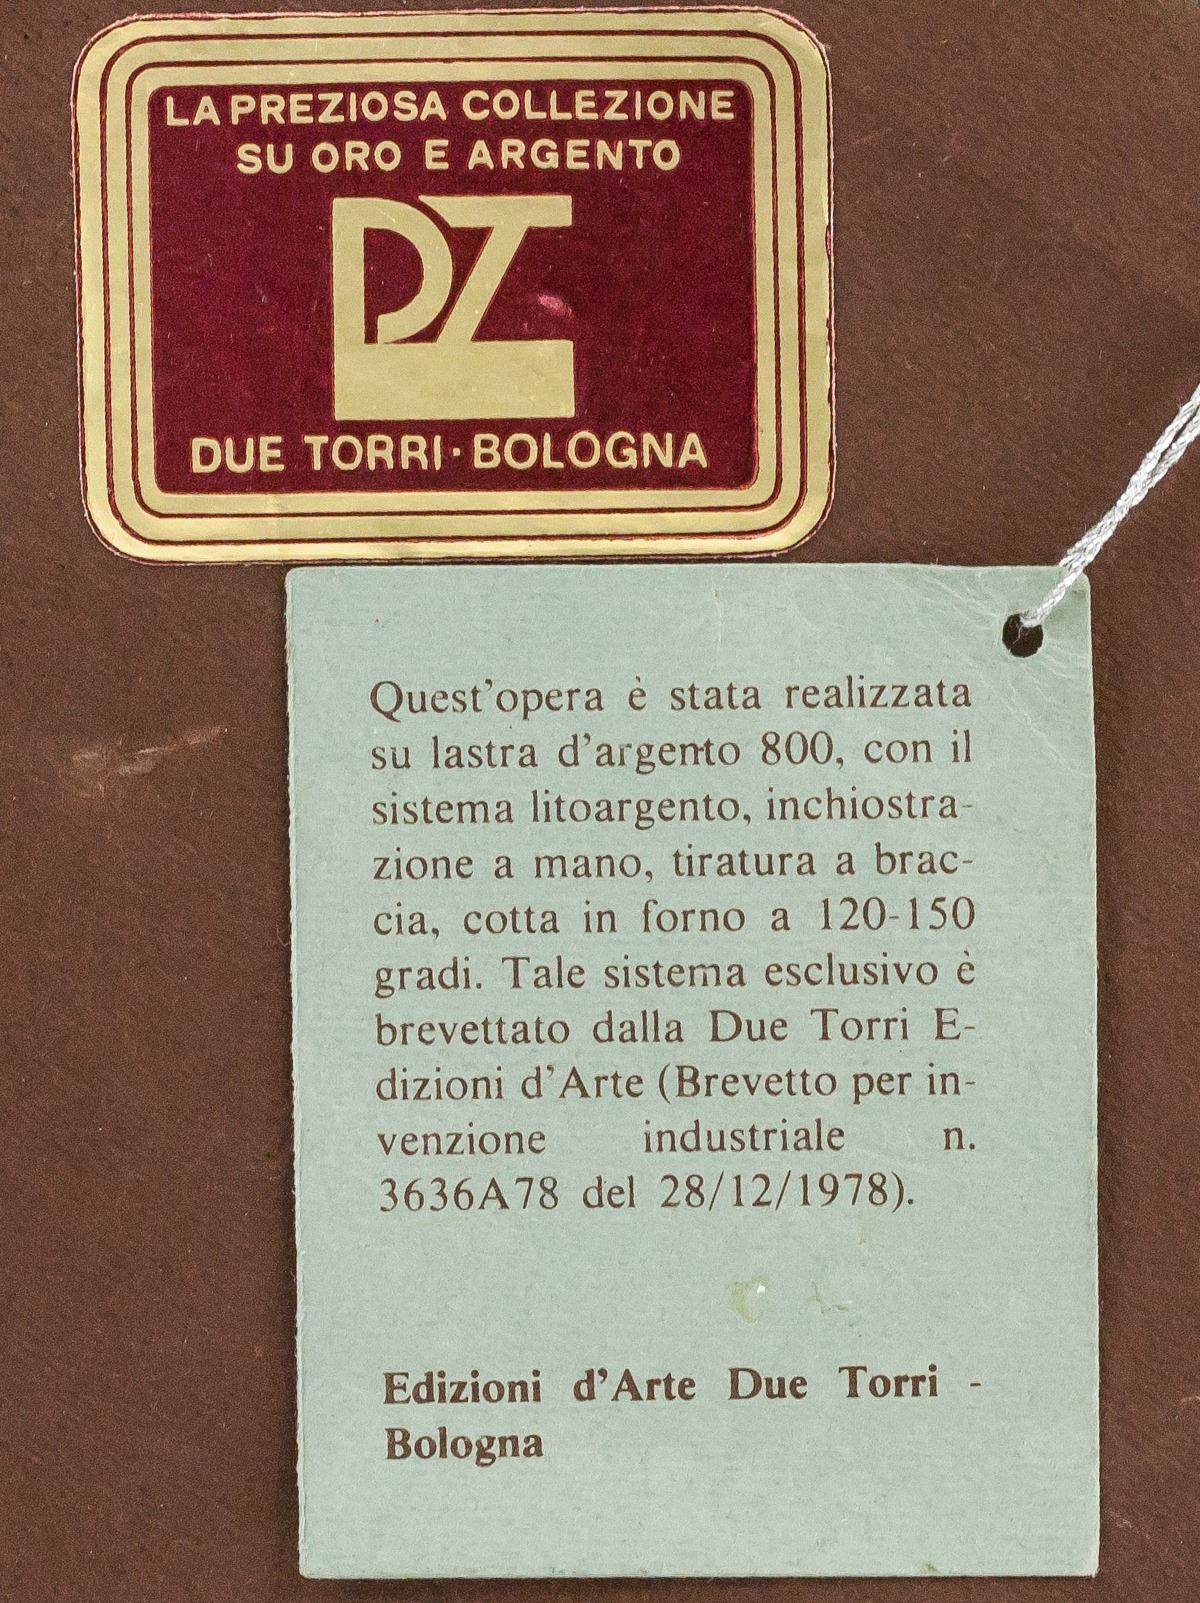 LA PREZIOSA COLLEZIONE
SU ORO E ARGENTO
DUE TORRI · BOLOGNA
Quest'opera è stata realizzata
su lastra d'argento 800, con il
sistema litoargento, inchiostra-
zione a mano, tiratura a brac-
cia, cotta in forno a 120-150
gradi. Tale sistema esclusivo è
brevettato dalla Due Torri E-
dizioni d'Arte (Brevetto per in-
venzione industriale n.
3636A78 del 28/12/1978).
Edizioni d'Arte Due Torri -
Bologna